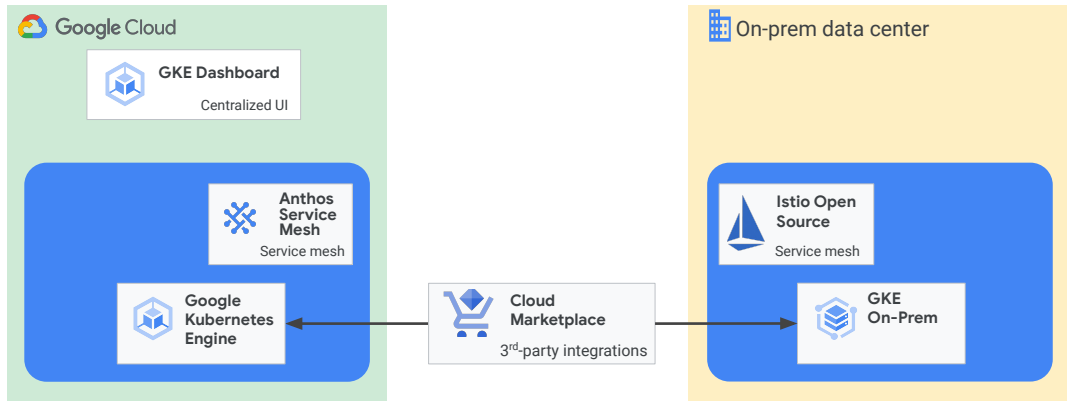 Google Cloud
On-prem data center
GKE Dashboard
Centralized UI
Anthos
Service
Mesh
Service mesh
Istio Open
Source
Service mesh
Google
Kubernetes
Engine
Cloud
Marketplace
3rd-party integrations
GKE
On-Prem